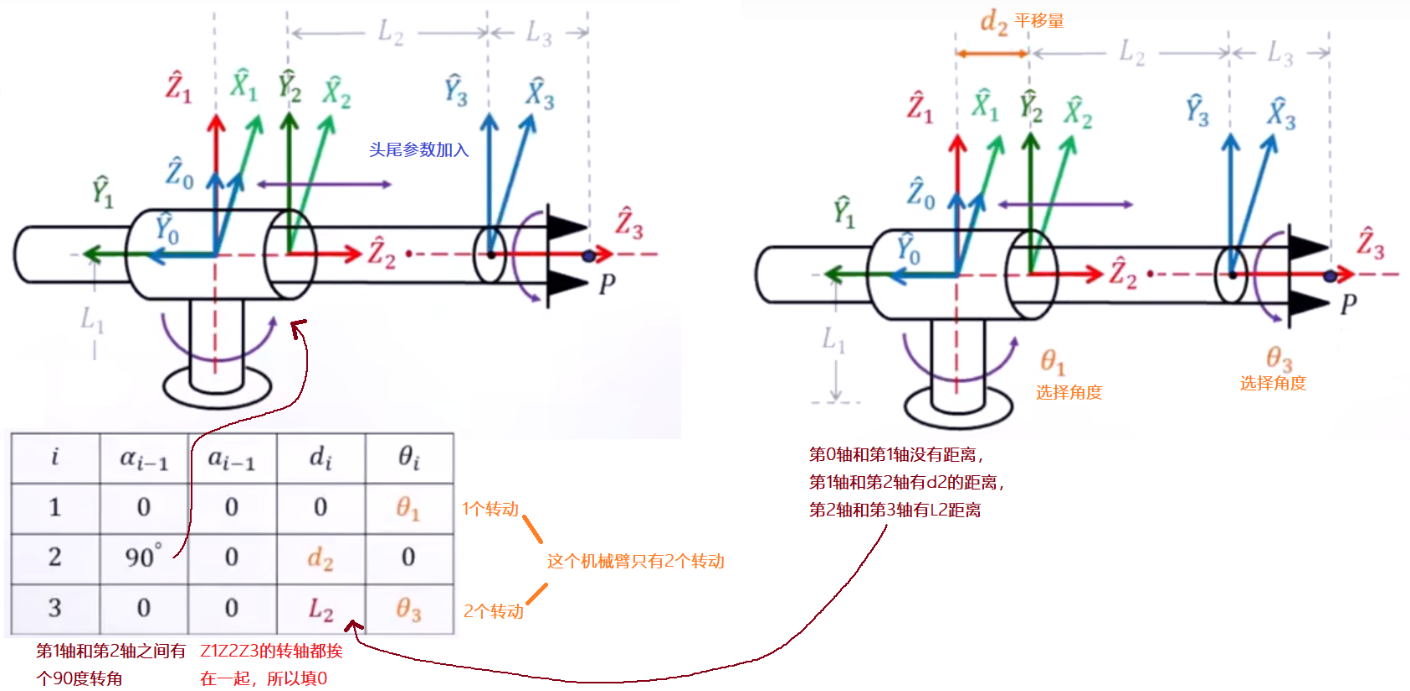 L₂
L₃
Ẑ₁
X̂₁
Ŷ₂
X̂₂
Ŷ₃
X̂₃
头尾参数加入
Ẑ₀
Ŷ₁
Ŷ₀
Ẑ₂
Ẑ₃
P
L₁
d₂ 平移量
L₂
L₃
Ẑ₁
X̂₁
Ŷ₂
X̂₂
Ŷ₃
X̂₃
Ẑ₀
Ŷ₁
Ŷ₀
Ẑ₂
Ẑ₃
P
L₁
θ₁
选择角度
θ₃
选择角度
i αᵢ₋₁ aᵢ₋₁ dᵢ θᵢ
1 0 0 0 θ₁ 1个转动
2 90° 0 d₂ 0
3 0 0 L₂ θ₃ 2个转动
这个机械臂只有2个转动
第1轴和第2轴之间有
个90度转角
Z1Z2Z3的转轴都挨
在一起，所以填0
第0轴和第1轴没有距离，
第1轴和第2轴有d2的距离，
第2轴和第3轴有L2距离